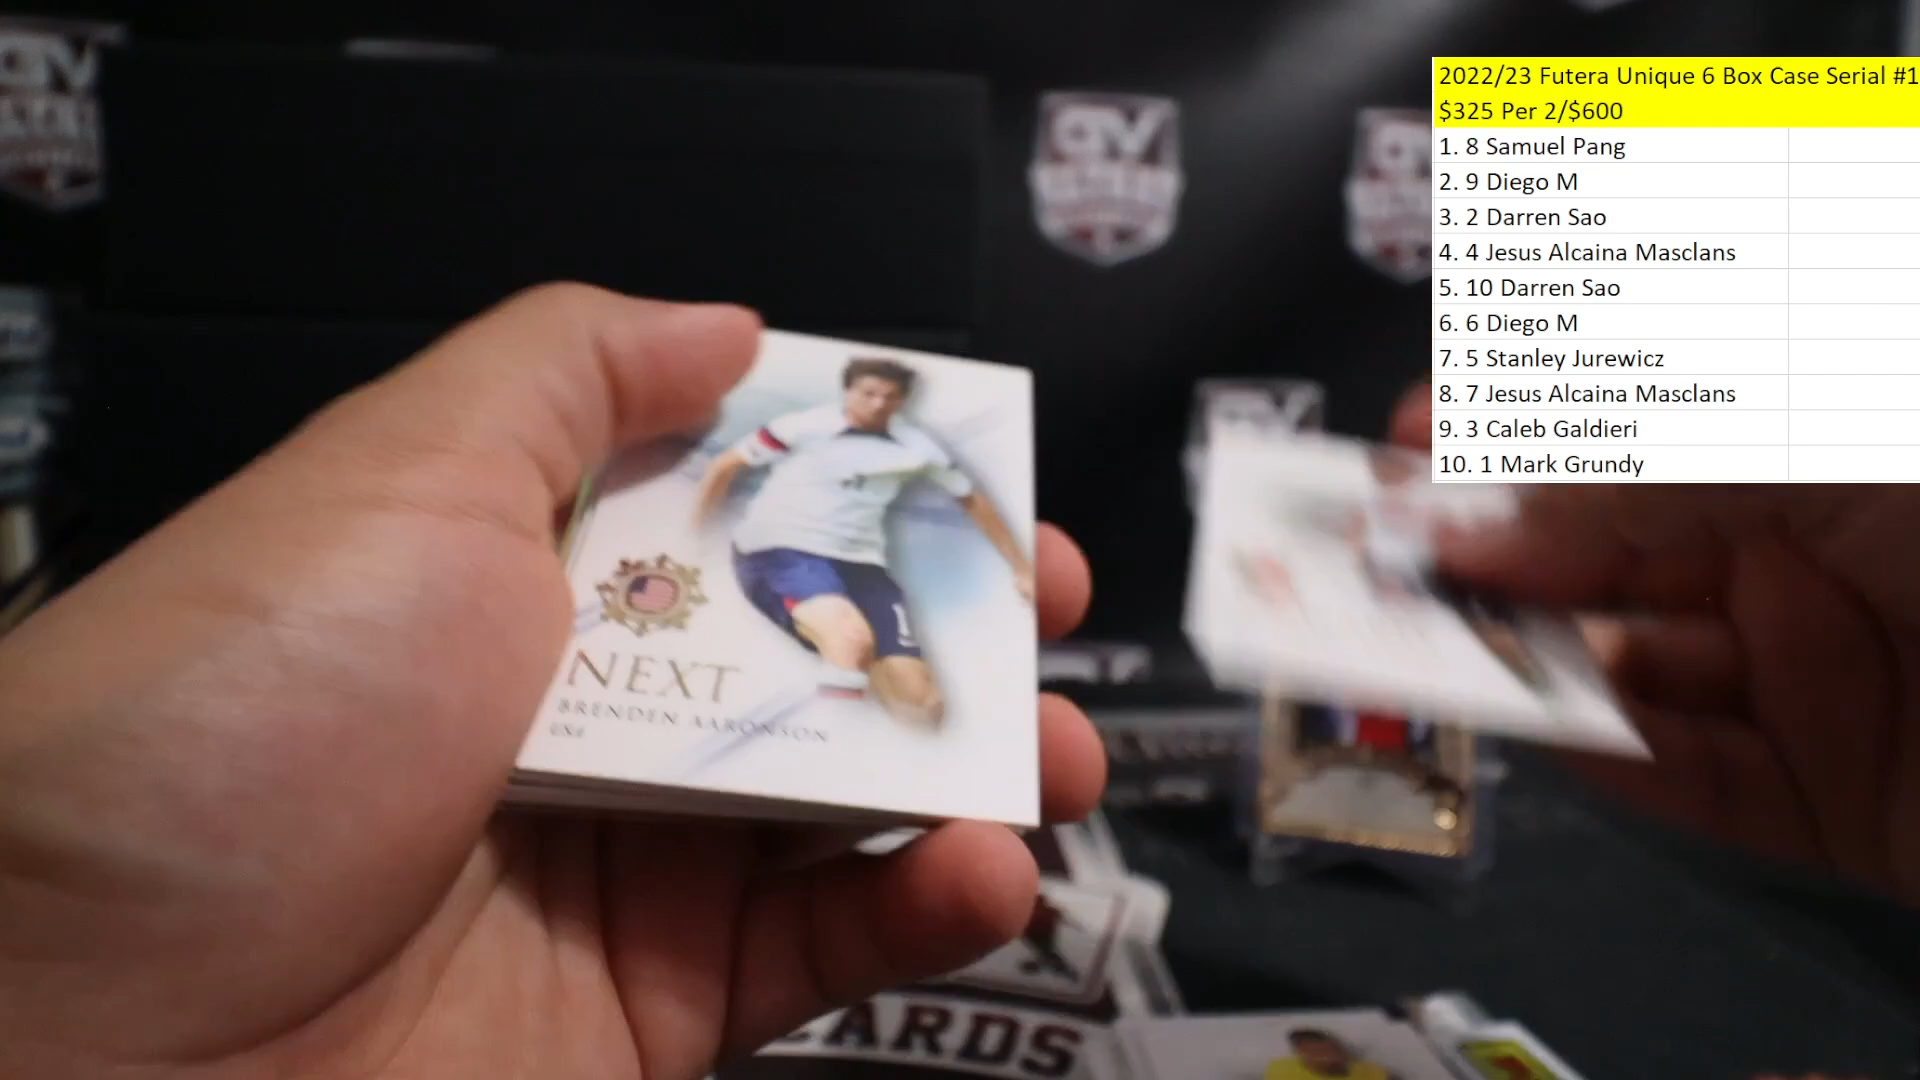 2022/23 Futera Unique 6 Box Case Serial #1
$325 Per 2/$600
1. 8 Samuel Pang
2. 9 Diego M
3. 2 Darren Sao
4. 4 Jesus Alcaina Masclans
5. 10 Darren Sao
6. 6 Diego M
7. 5 Stanley Jurewicz
8. 7 Jesus Alcaina Masclans
9. 3 Caleb Galdieri
10. 1 Mark Grundy
NEXT
BRENDEN AARONSON
USA
CARDS